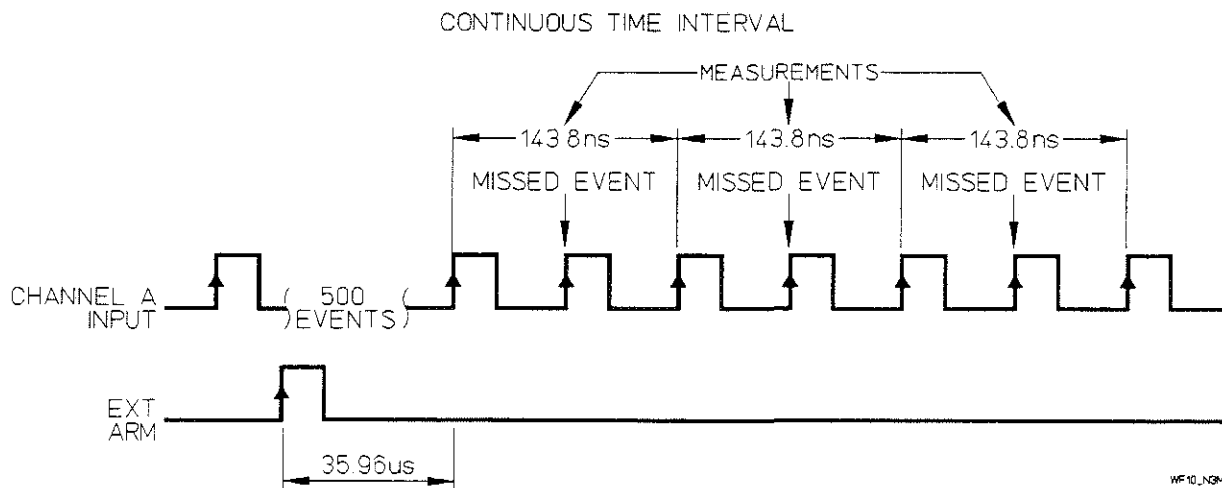 CONTINUOUS TIME INTERVAL
MEASUREMENTS
143.8ns 143.8ns 143.8ns
MISSED EVENT MISSED EVENT MISSED EVENT
CHANNEL A
INPUT
( 500 (
) EVENTS )
EXT
ARM
35.96us
WF10_N3M